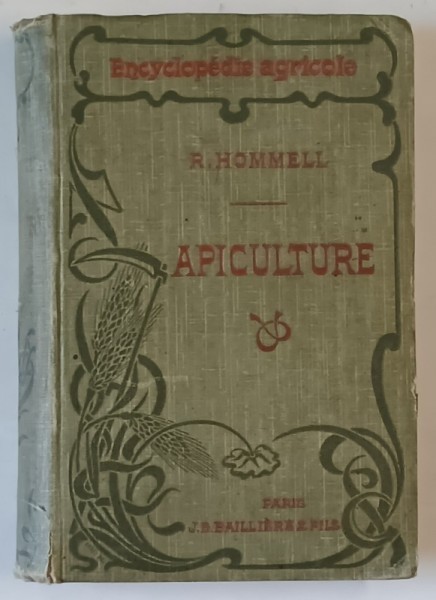 Encyclopédie agricole
R. HOMMELL
APICULTURE
PARIS
J.B. BAILLIÈRE & FILS